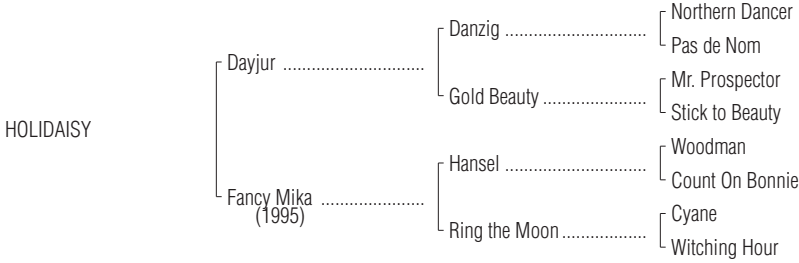 Northern Dancer
Danzig ..............................
Pas de Nom
Dayjur ..............................
Mr. Prospector
Gold Beauty ......................
Stick to Beauty
HOLIDAISY
Woodman
Hansel ..............................
Count On Bonnie
Fancy Mika ......................
(1995)
Cyane
Ring the Moon..................
Witching Hour